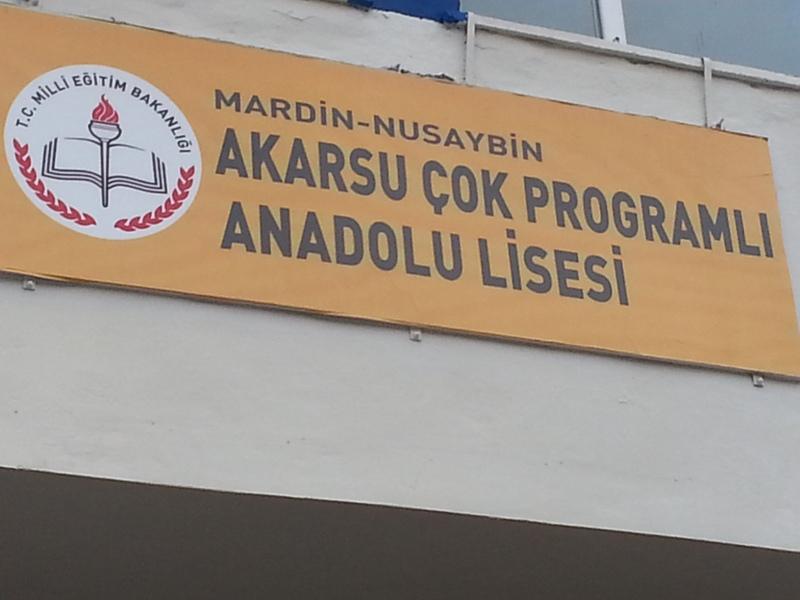 T.C. MİLLİ EĞİTİM BAKANLIĞI
MARDİN-NUSAYBİN
AKARSU ÇOK PROGRAMLI
ANADOLU LİSESİ